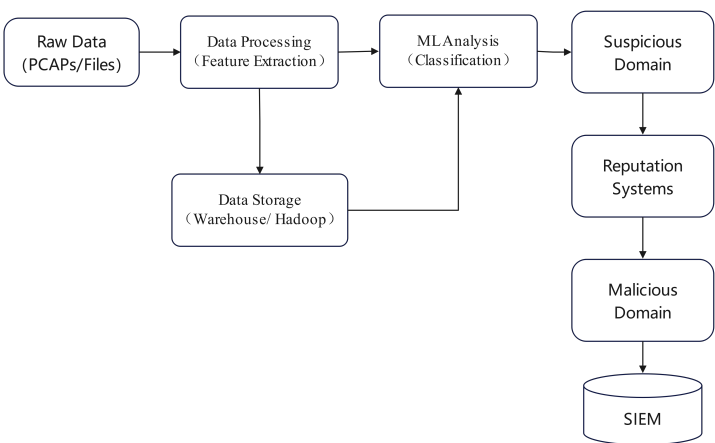 Raw Data
(PCAPs/Files)
Data Processing
（Feature Extraction）
ML Analysis
（Classification）
Suspicious
Domain
Data Storage
（Warehouse/ Hadoop）
Reputation
Systems
Malicious
Domain
SIEM